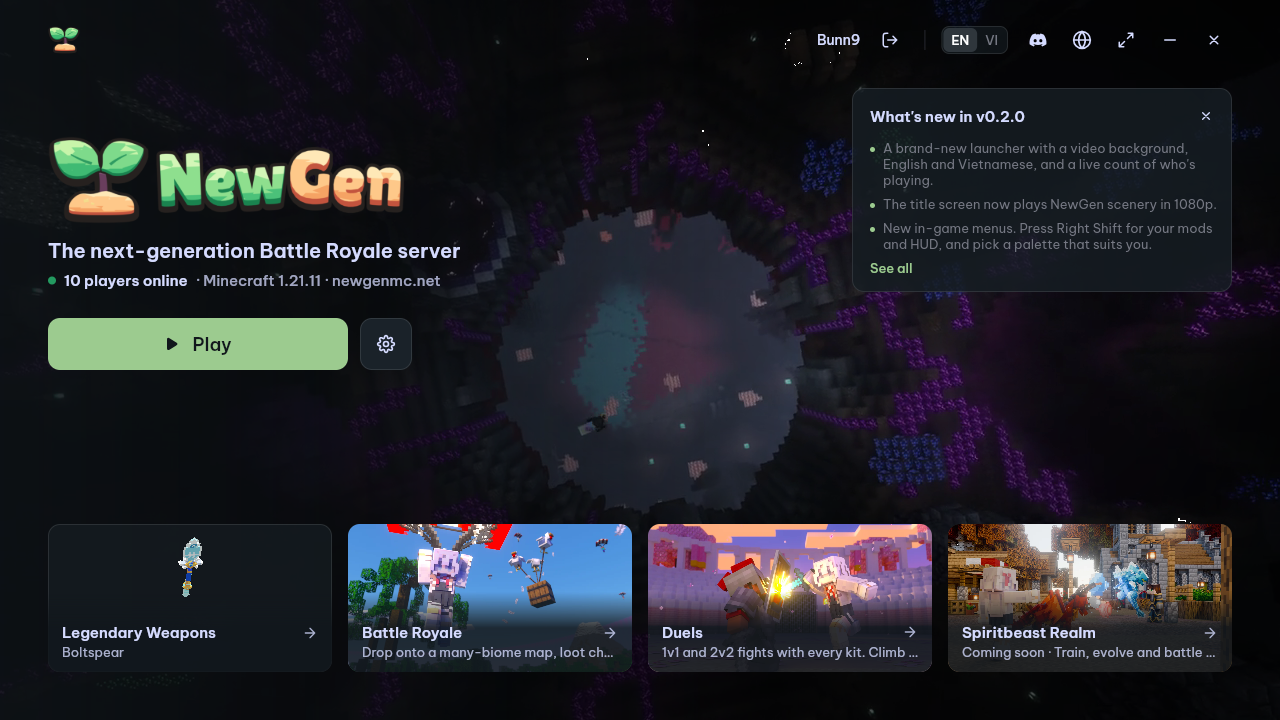 Bunn9
EN VI
NewGen
The next-generation Battle Royale server
10 players online · Minecraft 1.21.11 · newgenmc.net
Play
What's new in v0.2.0
A brand-new launcher with a video background,
English and Vietnamese, and a live count of who's
playing.
The title screen now plays NewGen scenery in 1080p.
New in-game menus. Press Right Shift for your mods
and HUD, and pick a palette that suits you.
See all
Legendary Weapons
Boltspear
Battle Royale
Drop onto a many-biome map, loot ch...
Duels
1v1 and 2v2 fights with every kit. Climb ...
Spiritbeast Realm
Coming soon · Train, evolve and battle ...